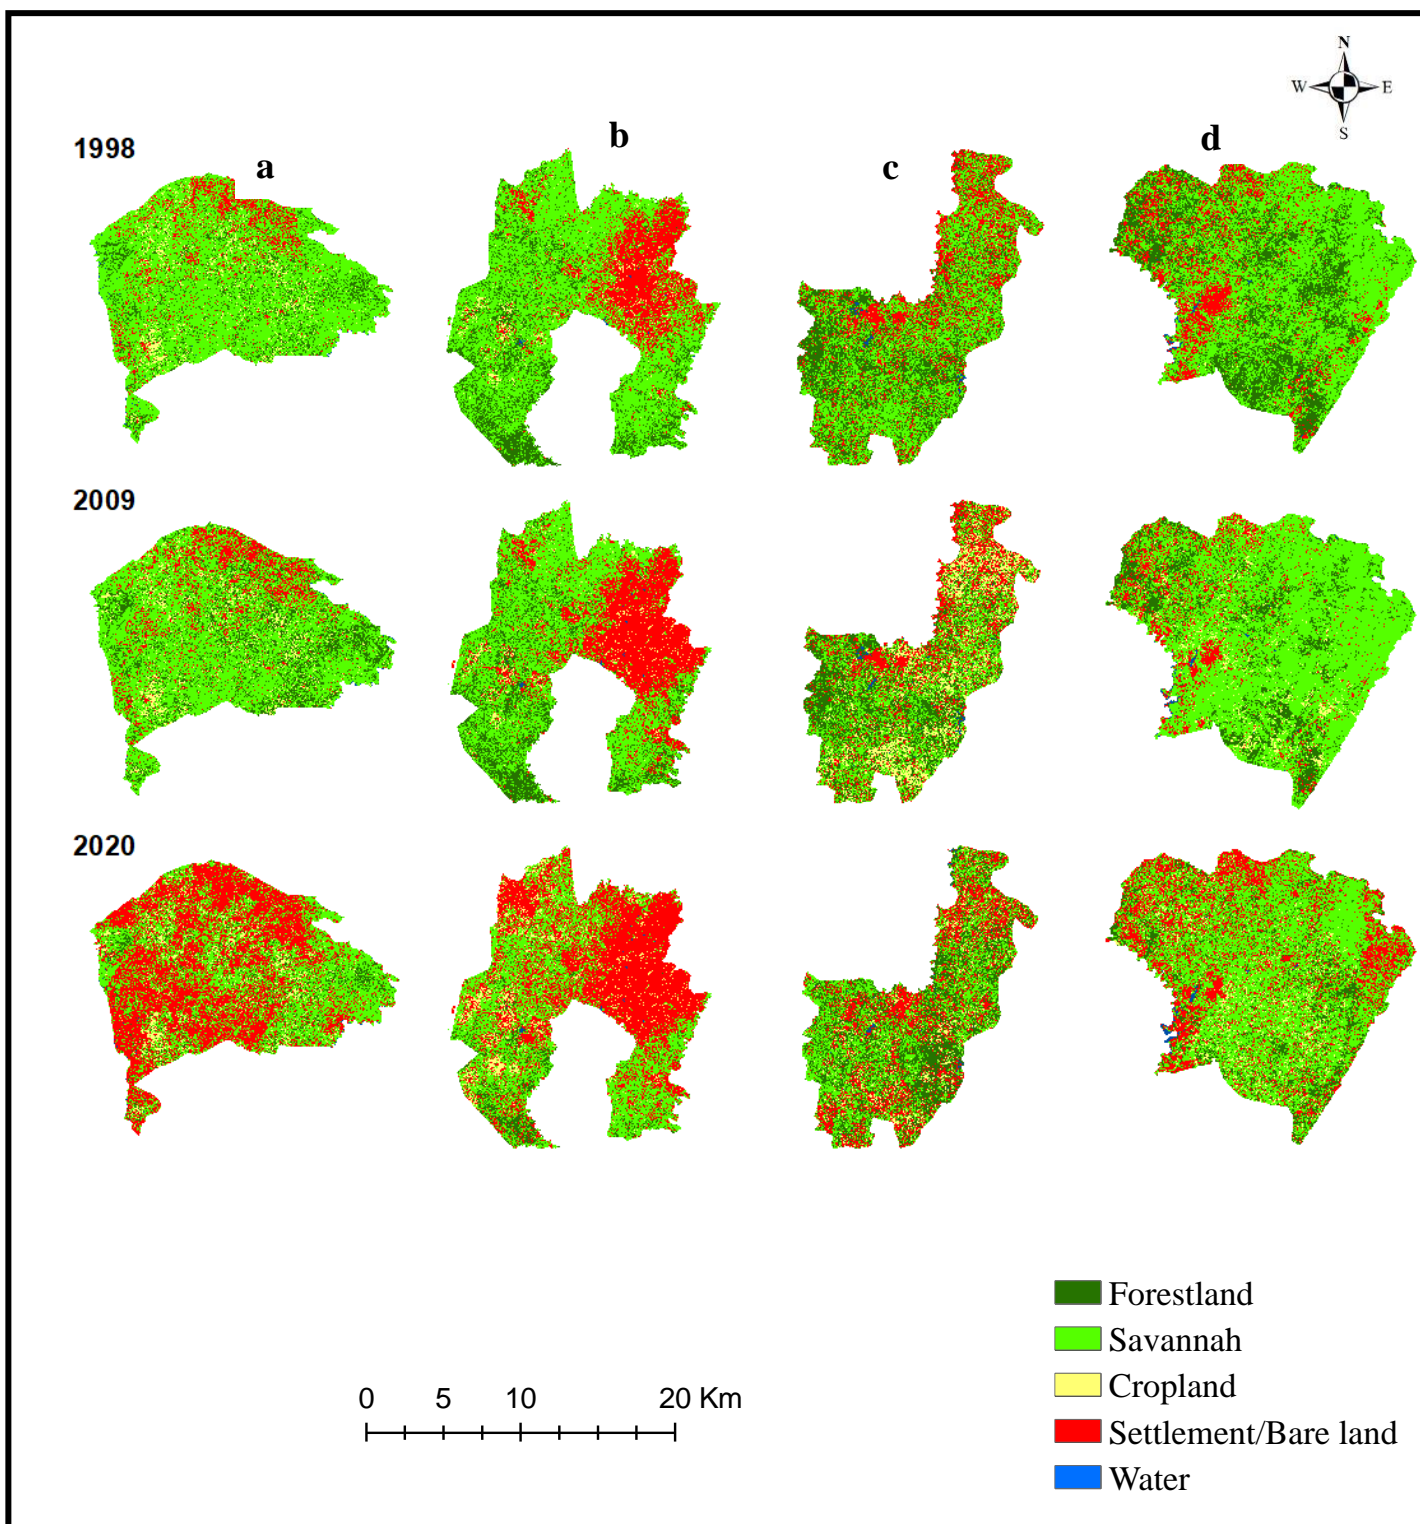 N
W E
S
1998
a
b
c
d
2009
2020
Forestland
Savannah
Cropland
Settlement/Bare land
Water
0 5 10 20 Km